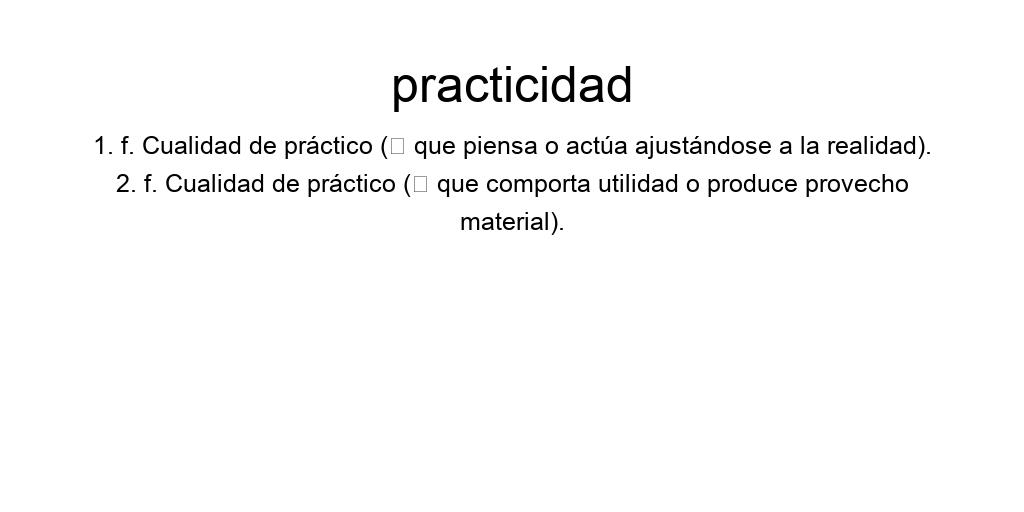 practicidad
1. f. Cualidad de práctico (□ que piensa o actúa ajustándose a la realidad).
2. f. Cualidad de práctico (□ que comporta utilidad o produce provecho
material).